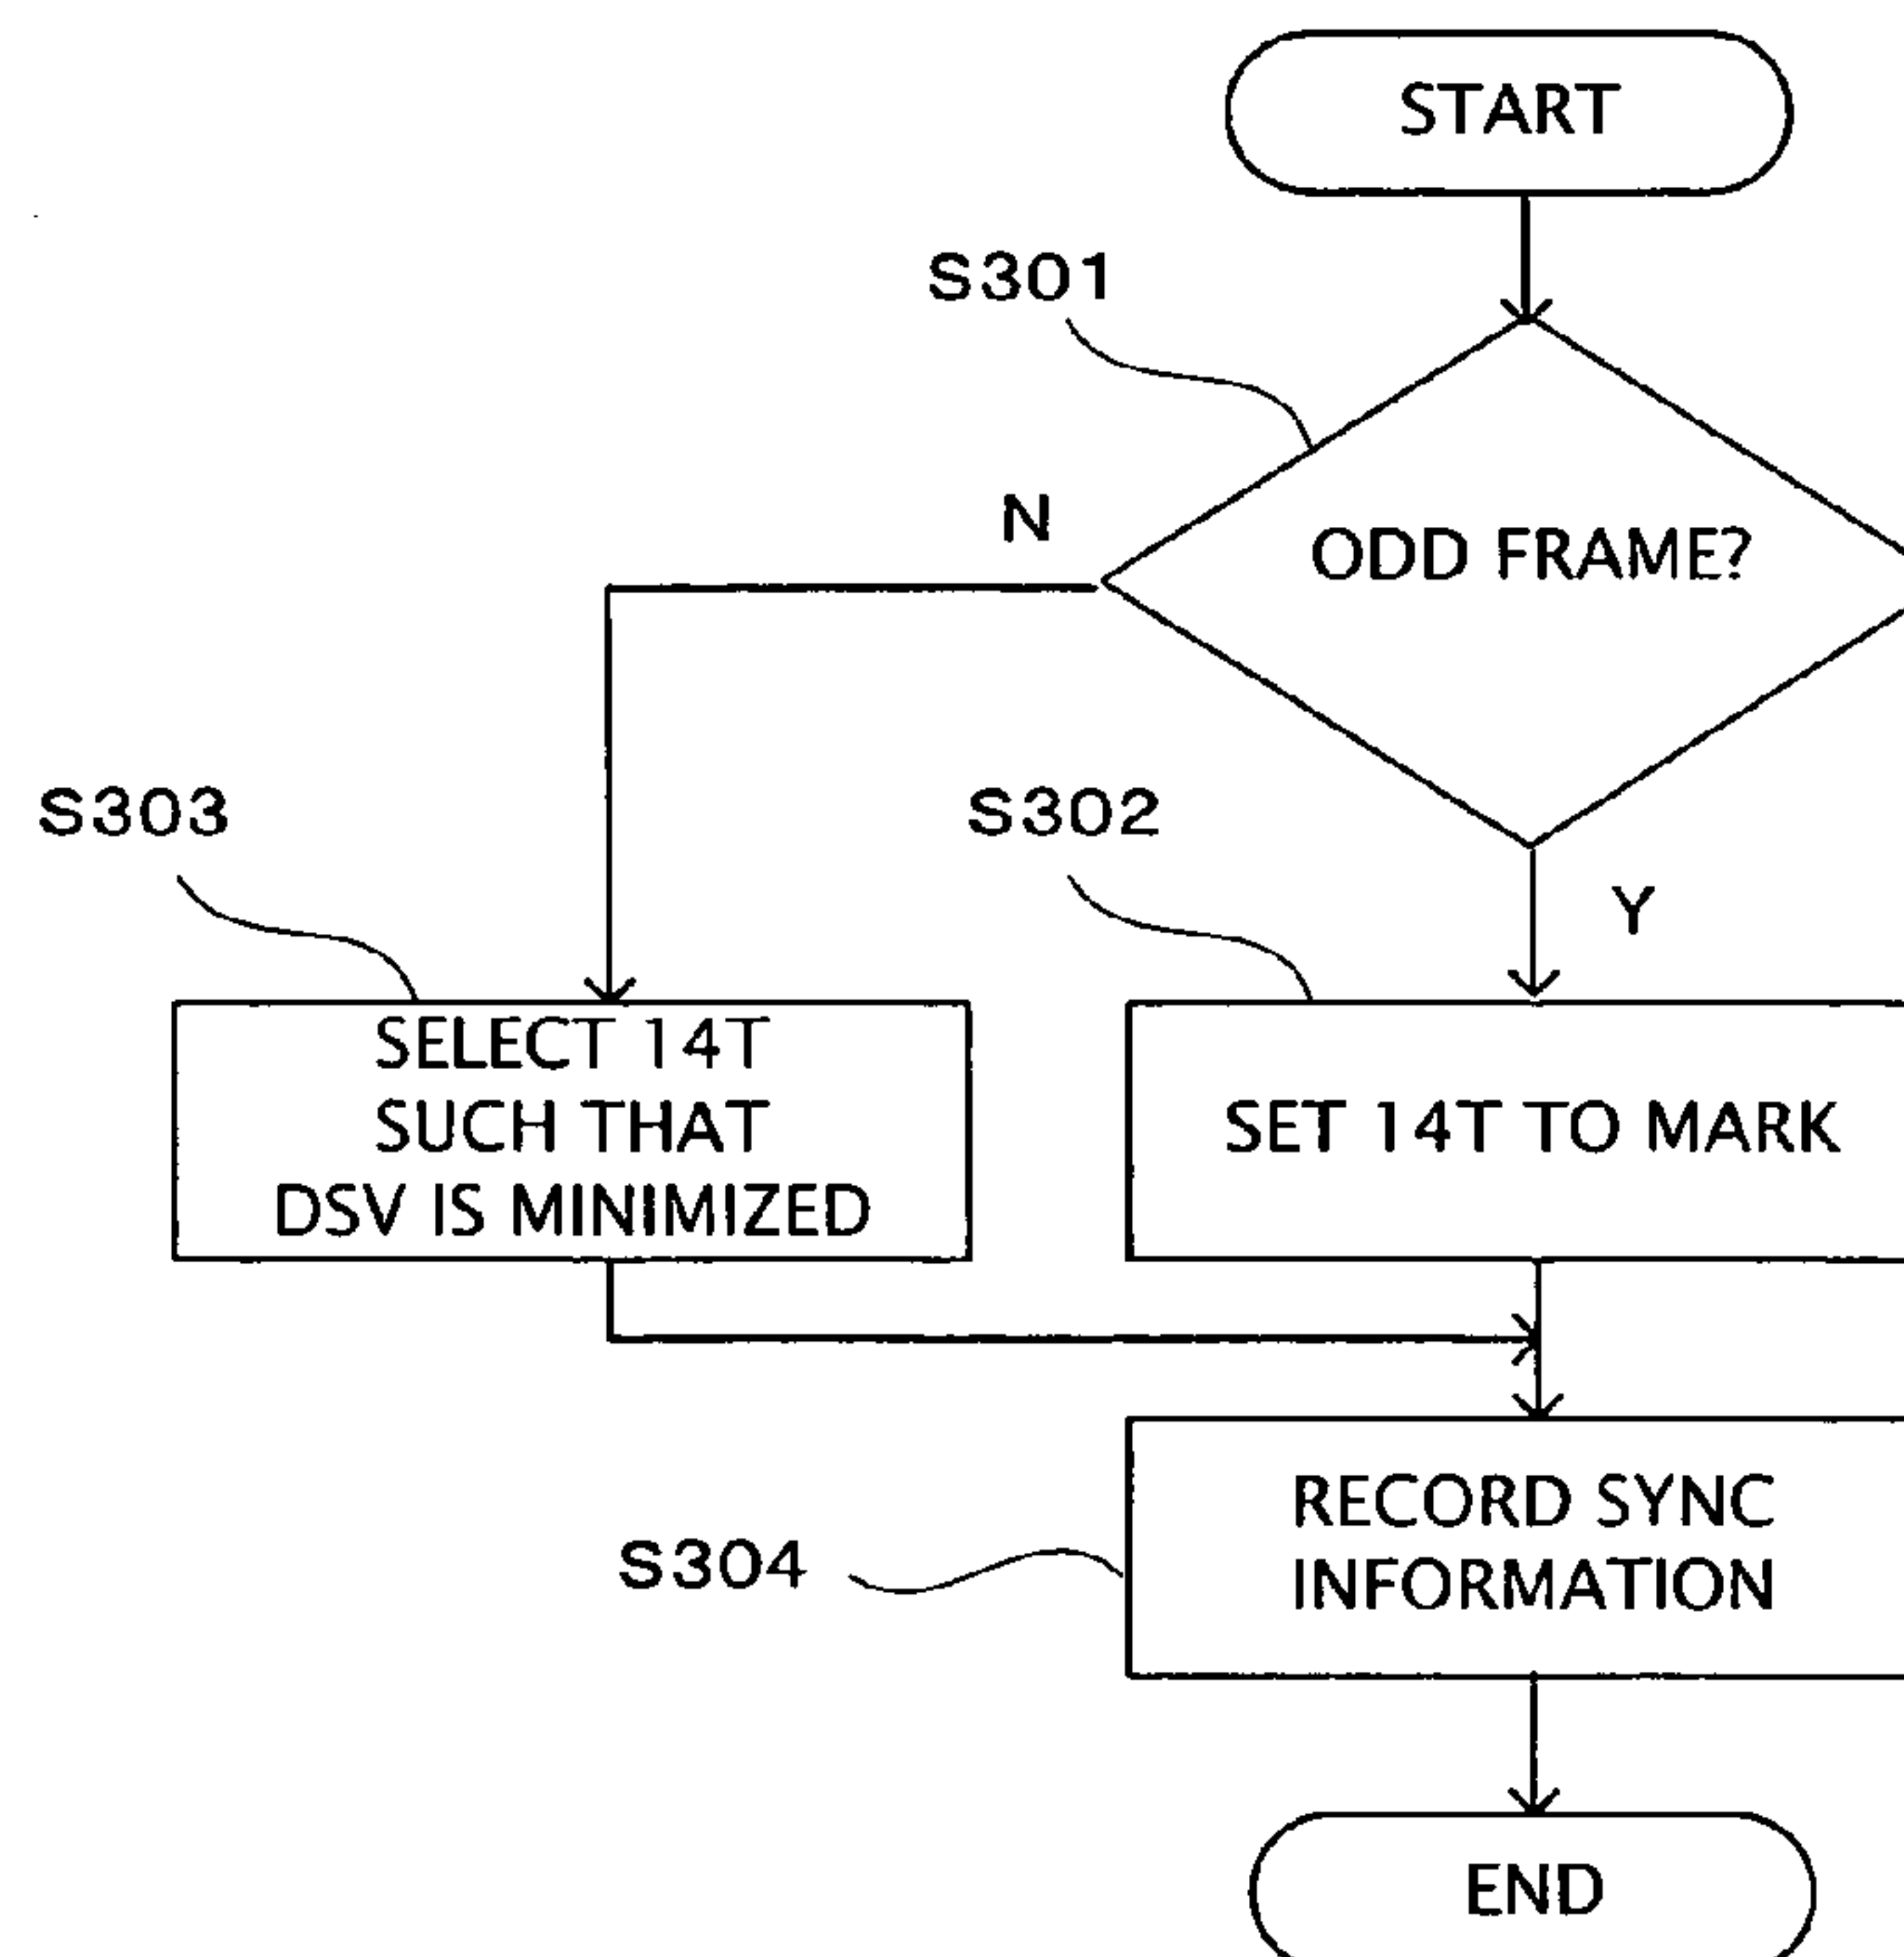 START
S301
N
ODD FRAME?
S303
S302
Y
SELECT 14T
SUCH THAT
DSV IS MINIMIZED
SET 14T TO MARK
RECORD SYNC
INFORMATION
S304
END